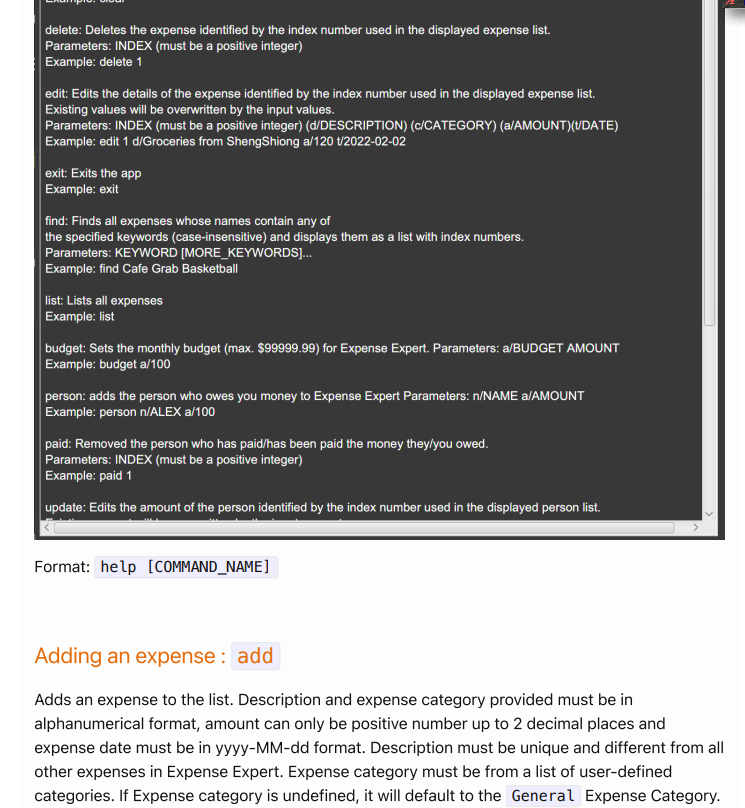 Example: clear
delete: Deletes the expense identified by the index number used in the displayed expense list.
Parameters: INDEX (must be a positive integer)
Example: delete 1
edit: Edits the details of the expense identified by the index number used in the displayed expense list.
Existing values will be overwritten by the input values.
Parameters: INDEX (must be a positive integer) (d/DESCRIPTION) (c/CATEGORY) (a/AMOUNT)(t/DATE)
Example: edit 1 d/Groceries from ShengShiong a/120 t/2022-02-02
exit: Exits the app
Example: exit
find: Finds all expenses whose names contain any of
the specified keywords (case-insensitive) and displays them as a list with index numbers.
Parameters: KEYWORD [MORE_KEYWORDS]...
Example: find Cafe Grab Basketball
list: Lists all expenses
Example: list
budget: Sets the monthly budget (max. $99999.99) for Expense Expert. Parameters: a/BUDGET AMOUNT
Example: budget a/100
person: adds the person who owes you money to Expense Expert Parameters: n/NAME a/AMOUNT
Example: person n/ALEX a/100
paid: Removed the person who has paid/has been paid the money they/you owed.
Parameters: INDEX (must be a positive integer)
Example: paid 1
update: Edits the amount of the person identified by the index number used in the displayed person list.
Format: help [COMMAND_NAME]
Adding an expense : add
Adds an expense to the list. Description and expense category provided must be in
alphanumerical format, amount can only be positive number up to 2 decimal places and
expense date must be in yyyy-MM-dd format. Description must be unique and different from all
other expenses in Expense Expert. Expense category must be from a list of user-defined
categories. If Expense category is undefined, it will default to the General Expense Category.